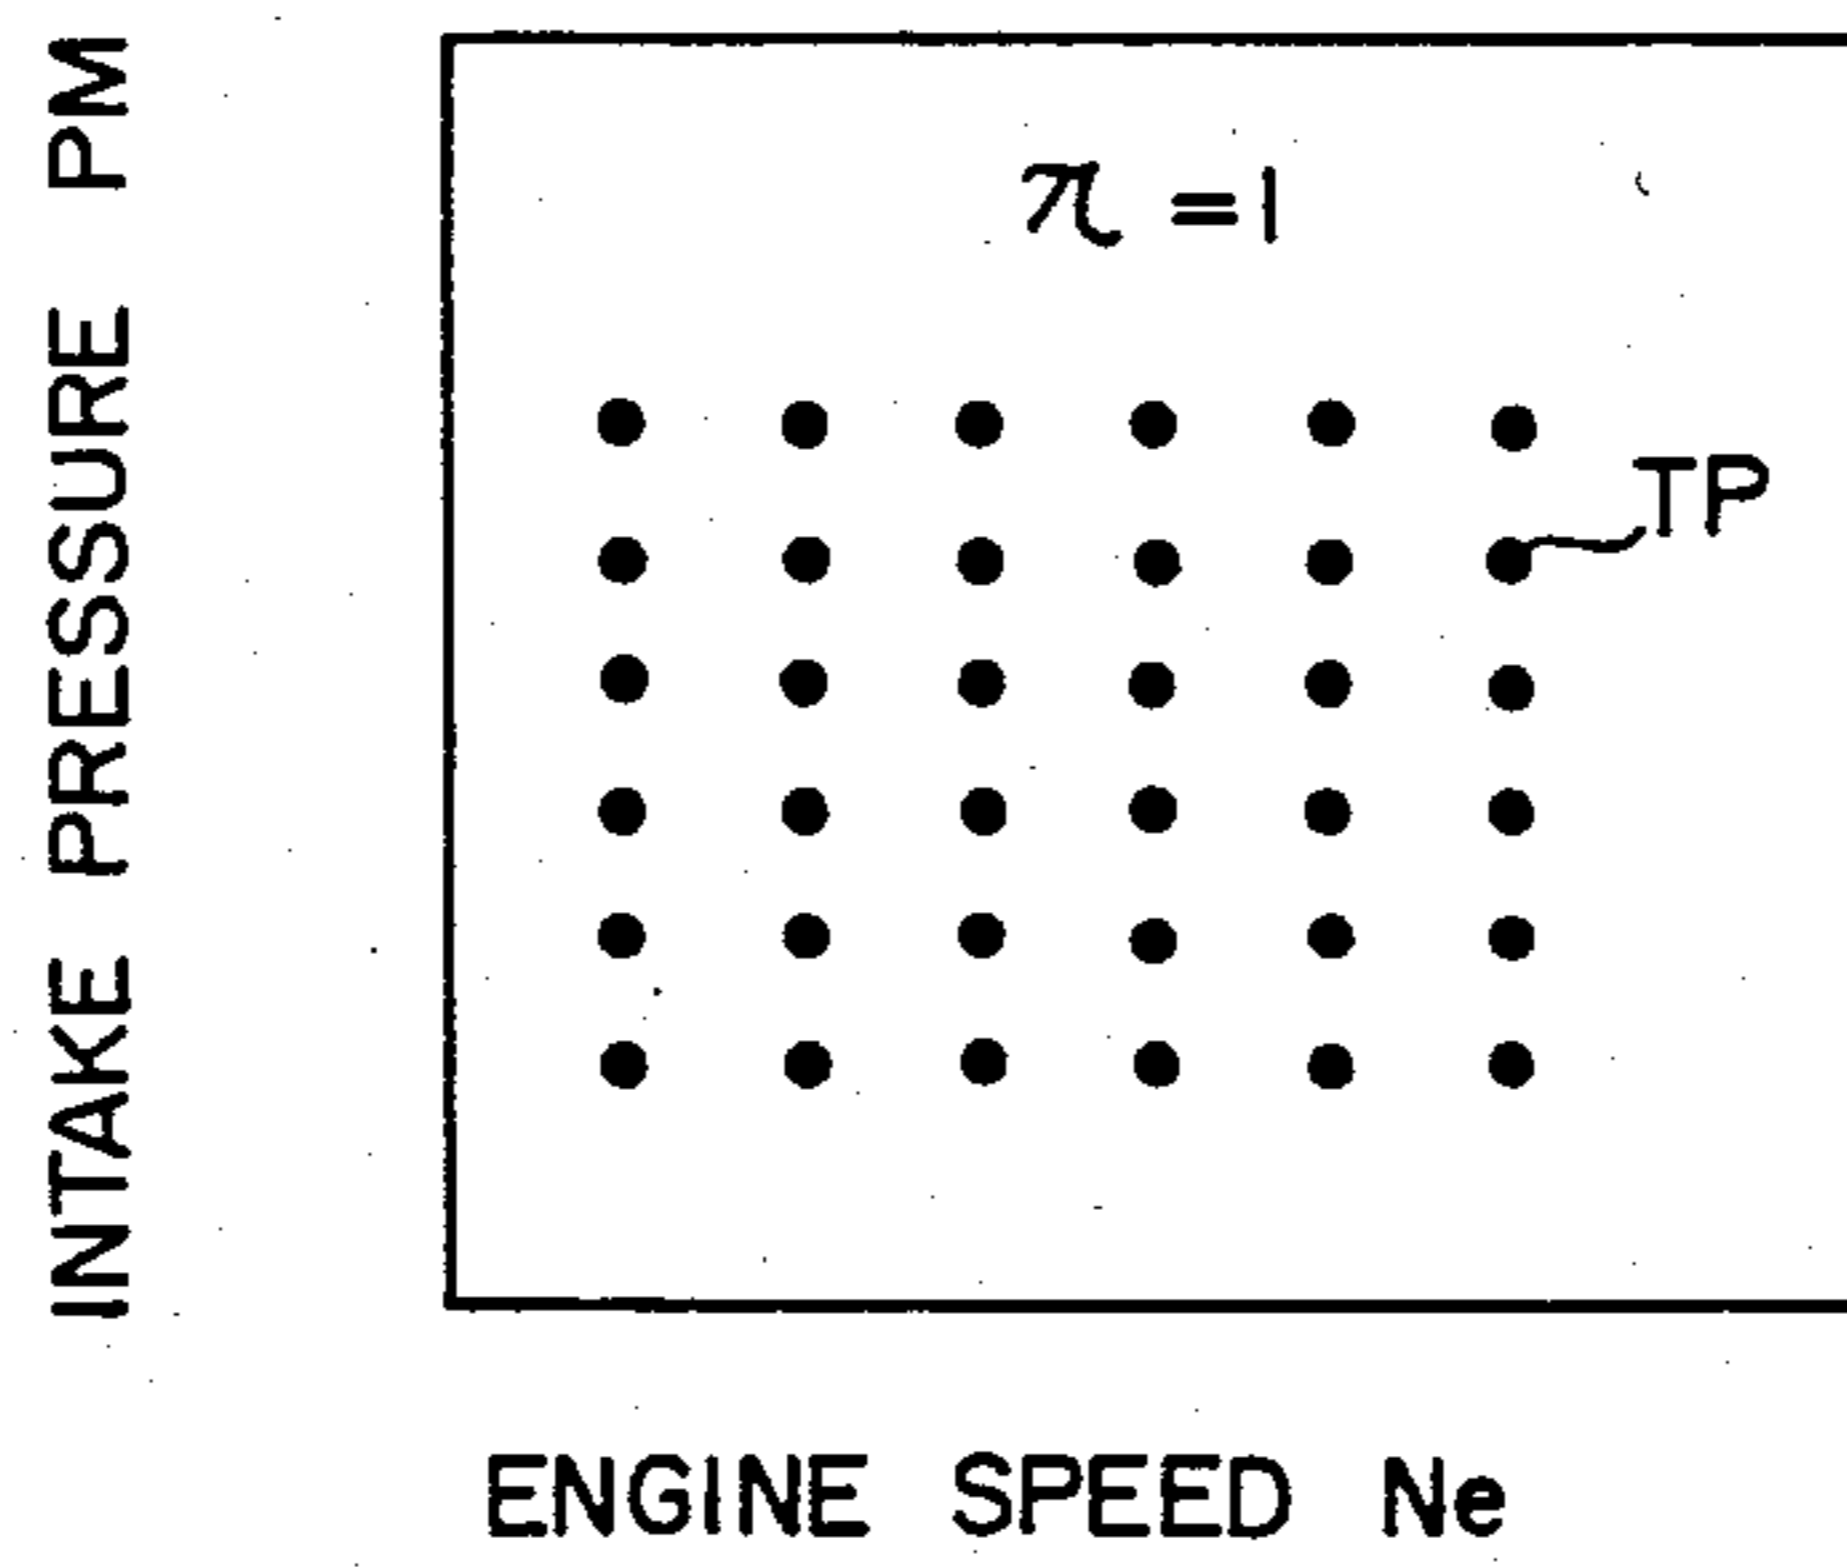 INTAKE PRESSURE PM
π =1
TP
ENGINE SPEED Ne